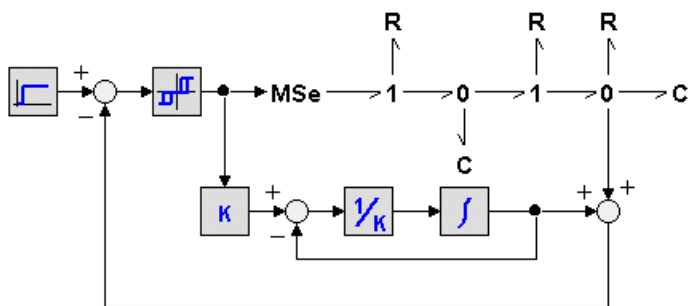 R R R
+ MSe 1 0 1 0 C
−
C
+ + +
K 1/K ∫
−